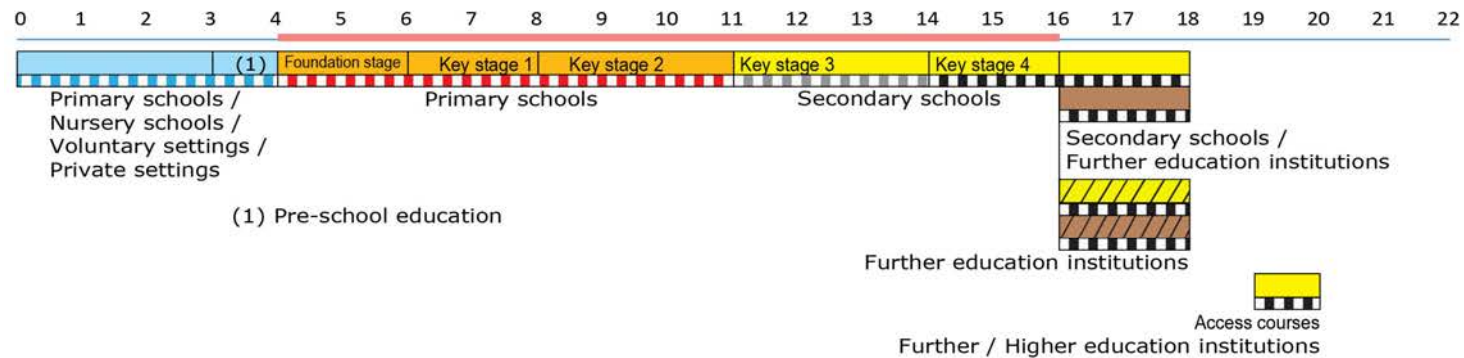 0 1 2 3 4 5 6 7 8 9 10 11 12 13 14 15 16 17 18 19 20 21 22
(1) Foundation stage Key stage 1 Key stage 2 Key stage 3 Key stage 4
Primary schools /
Nursery schools /
Voluntary settings /
Private settings
Primary schools
Secondary schools
Secondary schools /
Further education institutions
(1) Pre-school education
Further education institutions
Access courses
Further / Higher education institutions